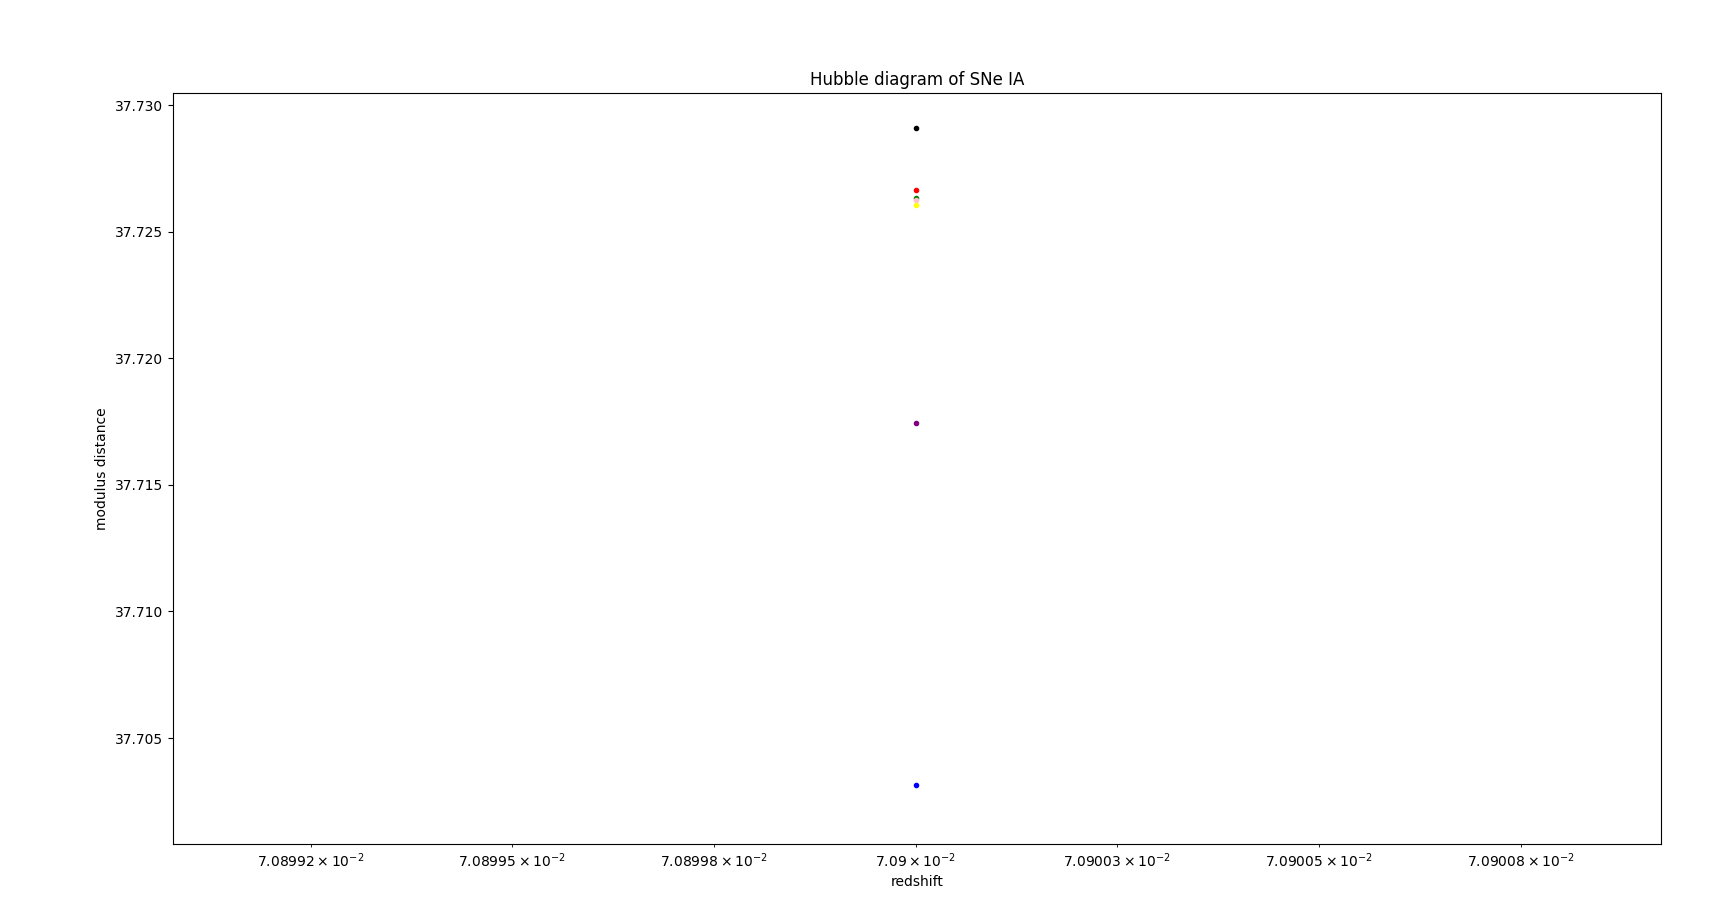 Hubble diagram of SNe IA
37.730
37.725
37.720
37.715
37.710
37.705
modulus distance
7.08992 × 10⁻²
7.08995 × 10⁻²
7.08998 × 10⁻²
7.09 × 10⁻²
7.09003 × 10⁻²
7.09005 × 10⁻²
7.09008 × 10⁻²
redshift